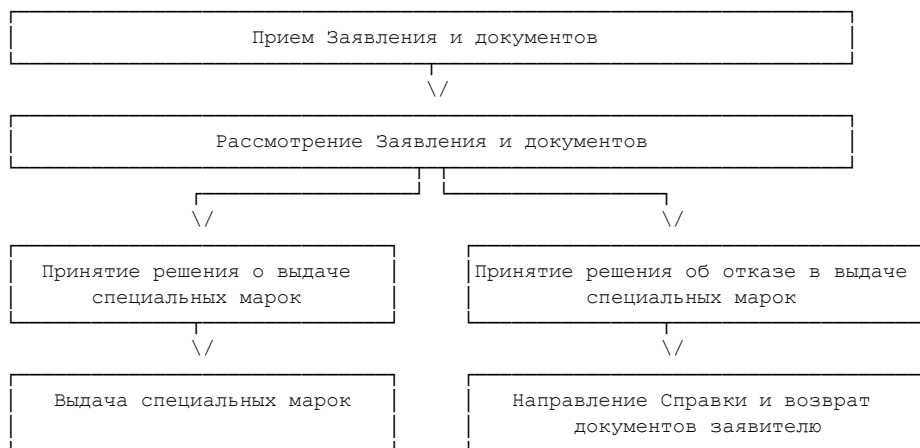 Прием Заявления и документов
Рассмотрение Заявления и документов
Принятие решения о выдаче
специальных марок
Принятие решения об отказе в выдаче
специальных марок
Выдача специальных марок
Направление Справки и возврат
документов заявителю